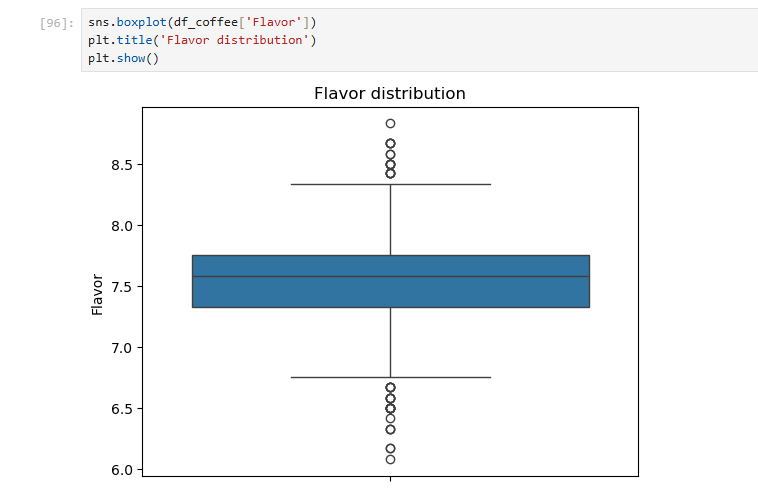 [96]: sns.boxplot(df_coffee['Flavor'])
plt.title('Flavor distribution')
plt.show()
Flavor distribution
8.5
8.0
7.5
7.0
6.5
6.0
Flavor